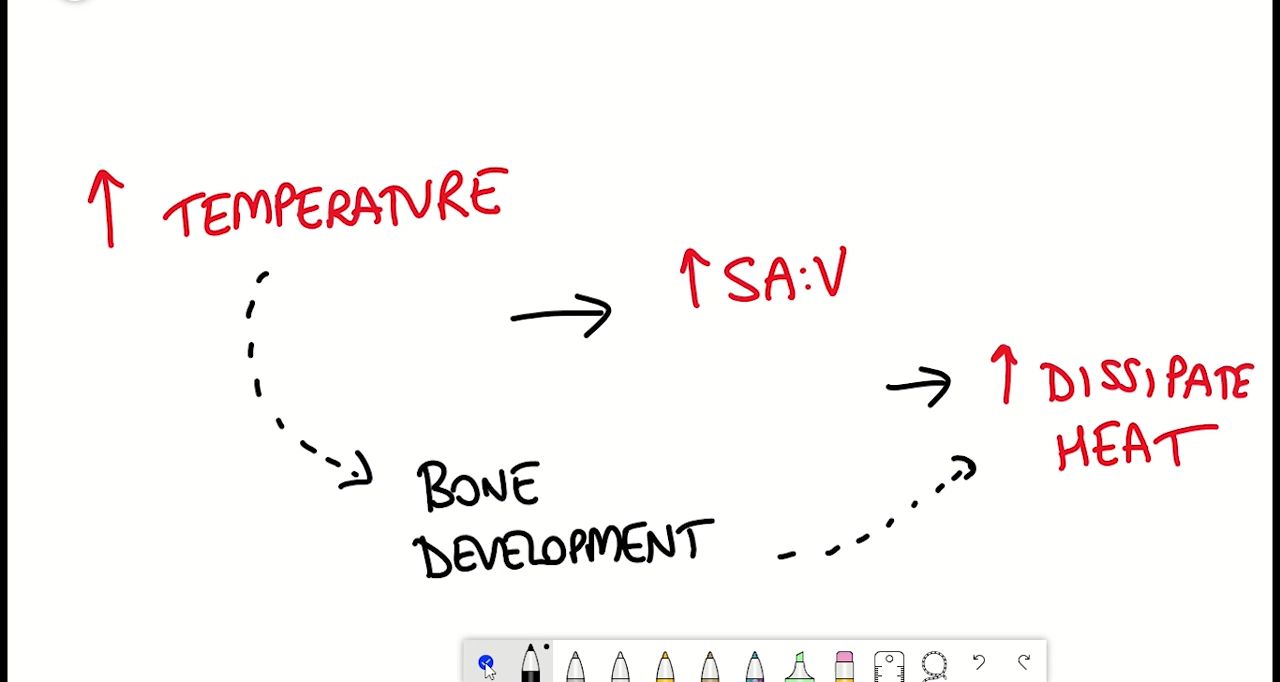 ↑ TEMPERATURE
↑ SA:V
↑ DISSIPATE
HEAT
BONE
DEVELOPMENT